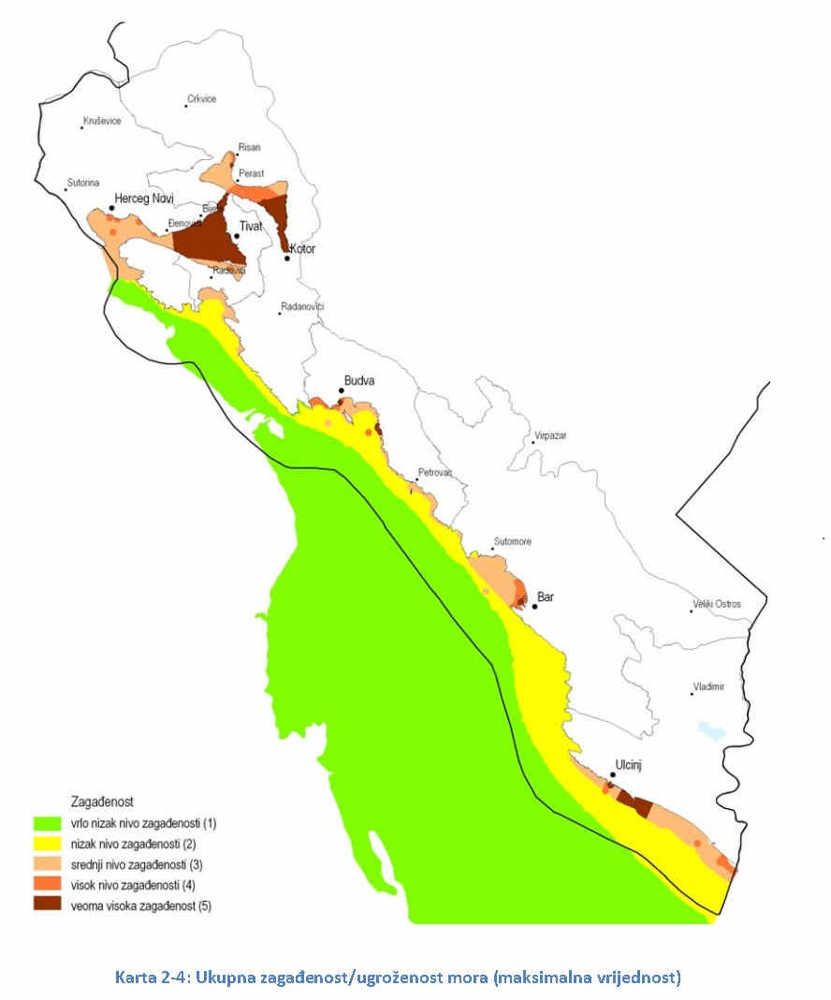 Crkvice
Kruševice
Risan
Perast
Sutorina
Herceg Novi
Đenovići
Tivat
Kotor
Radovići
Radanovići
Budva
Virpazar
Petrovac
Sutomore
Bar
Veliki Ostros
Vladimir
Ulcinj
Zagađenost
vrlo nizak nivo zagađenosti (1)
nizak nivo zagađenosti (2)
srednji nivo zagađenosti (3)
visok nivo zagađenosti (4)
veoma visoka zagađenost (5)
Karta 2-4: Ukupna zagađenost/ugroženost mora (maksimalna vrijednost)